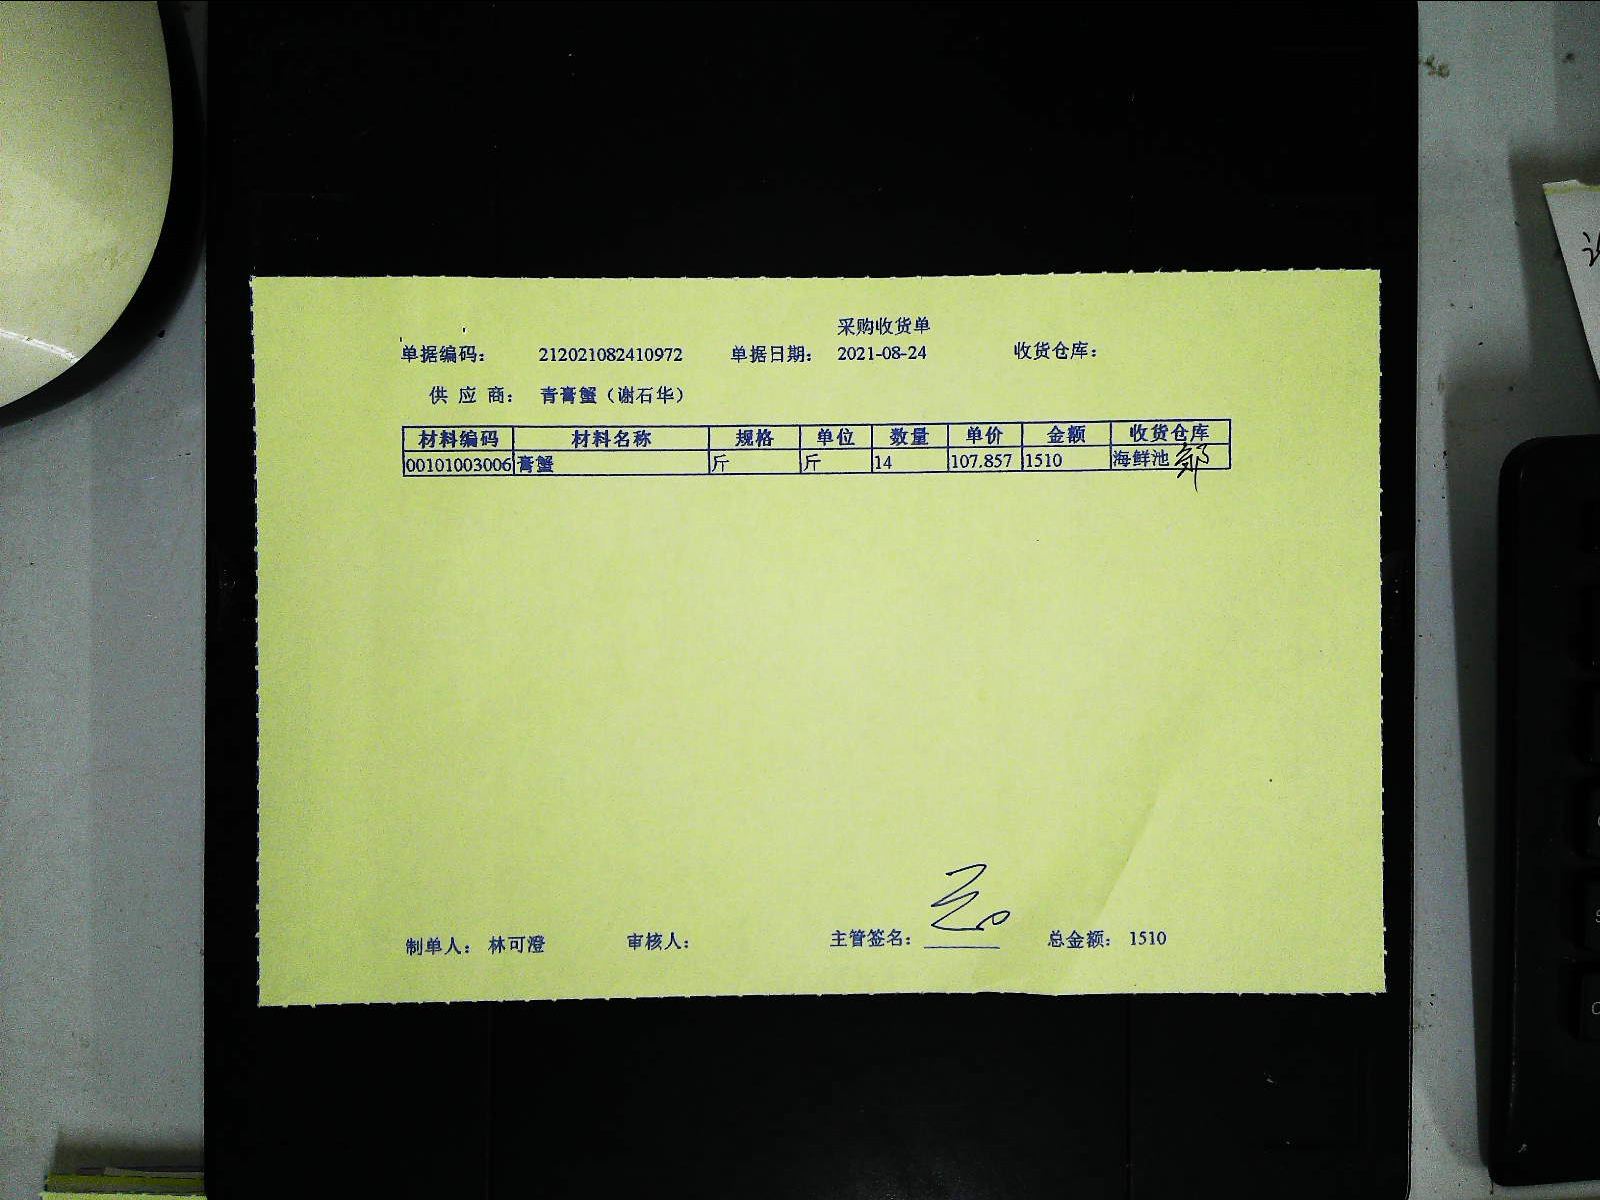 采购收货单
单据编码： 212021082410972 单据日期： 2021-08-24 收货仓库：
供 应 商： 青膏蟹（谢石华）
材料编码 材料名称 规格 单位 数量 单价 金额 收货仓库
00101003006 膏蟹 斤 斤 14 107.857 1510 海鲜池
制单人： 林可澄 审核人： 主管签名： 总金额： 1510